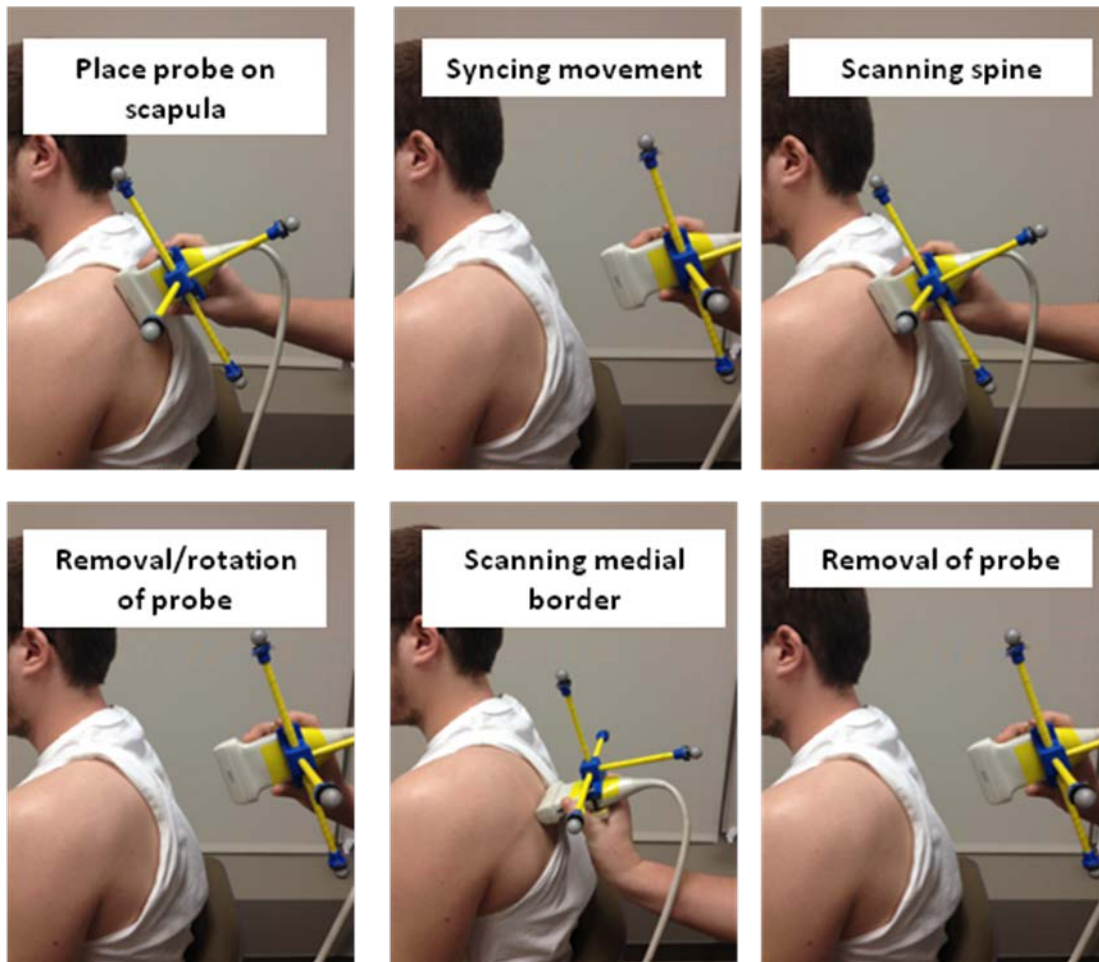 Place probe on
scapula
Syncing movement
Scanning spine
Removal/rotation
of probe
Scanning medial
border
Removal of probe